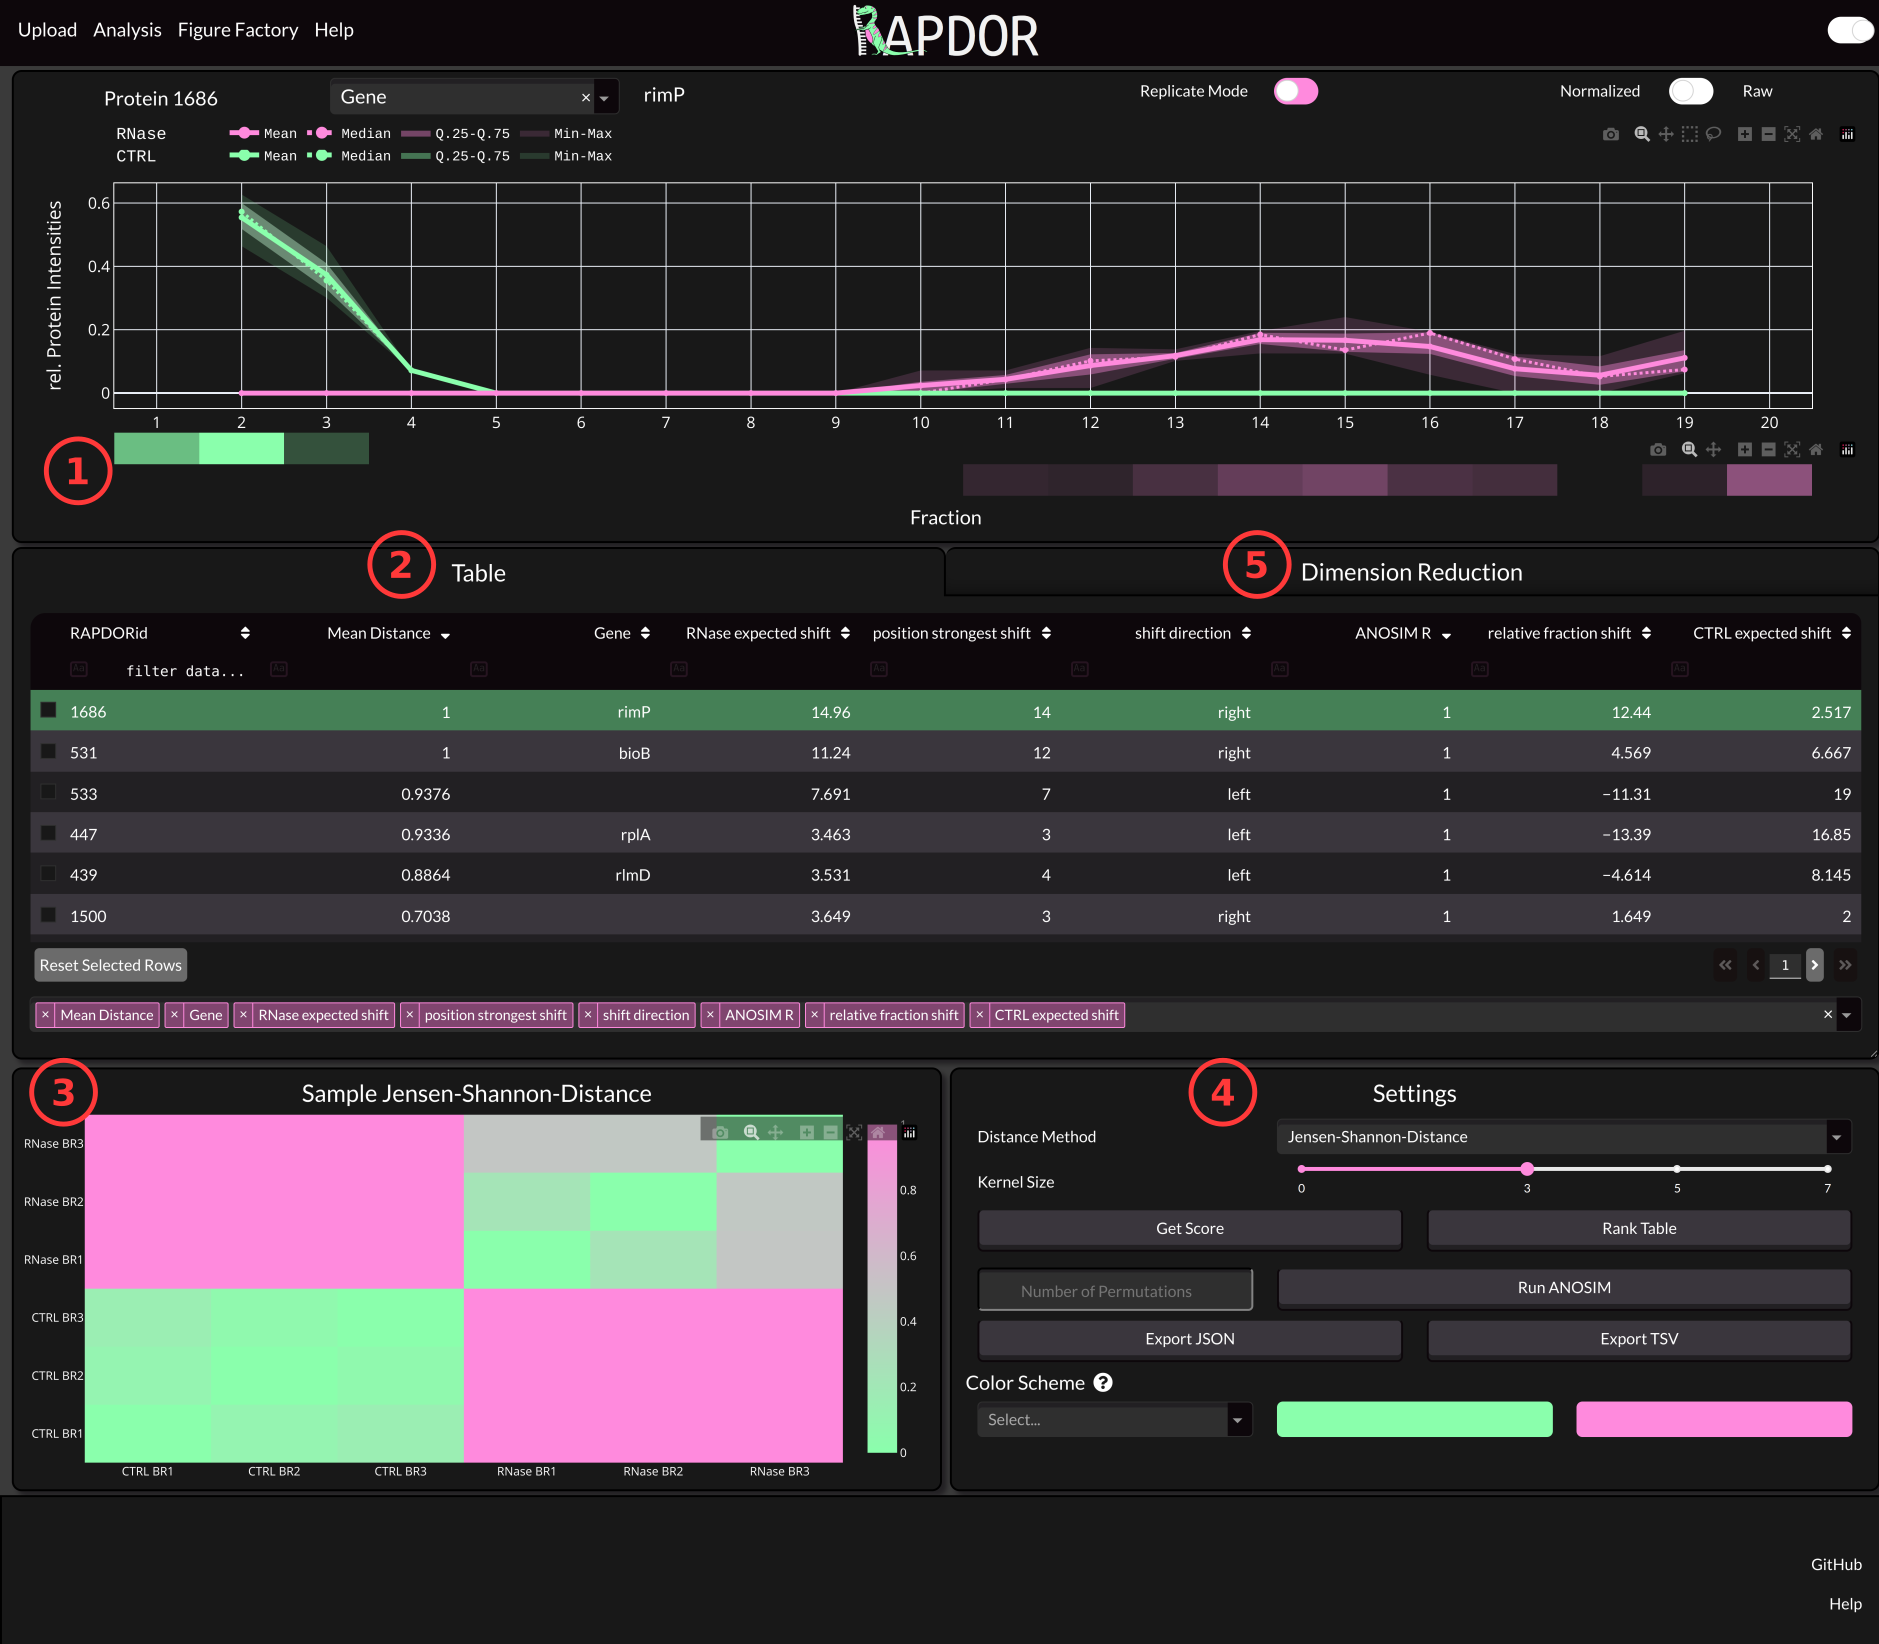 Upload Analysis Figure Factory Help
RAPDOR
Protein 1686 Gene × rimP Replicate Mode Normalized Raw
RNase Mean Median Q.25-Q.75 Min-Max
CTRL Mean Median Q.25-Q.75 Min-Max
rel. Protein Intensities
0.6
0.4
0.2
0
1 2 3 4 5 6 7 8 9 10 11 12 13 14 15 16 17 18 19 20
1
Fraction
2 Table
5 Dimension Reduction
RAPDORid Mean Distance Gene RNase expected shift position strongest shift shift direction ANOSIM R relative fraction shift CTRL expected shift
Aa filter data... Aa Aa Aa Aa Aa Aa Aa Aa
1686 1 rimP 14.96 14 right 1 12.44 2.517
531 1 bioB 11.24 12 right 1 4.569 6.667
533 0.9376 7.691 7 left 1 −11.31 19
447 0.9336 rplA 3.463 3 left 1 −13.39 16.85
439 0.8864 rlmD 3.531 4 left 1 −4.614 8.145
1500 0.7038 3.649 3 right 1 1.649 2
Reset Selected Rows « ‹ 1 › »
× Mean Distance × Gene × RNase expected shift × position strongest shift × shift direction × ANOSIM R × relative fraction shift × CTRL expected shift ×
3 Sample Jensen-Shannon-Distance
RNase BR3
RNase BR2
RNase BR1
CTRL BR3
CTRL BR2
CTRL BR1
CTRL BR1 CTRL BR2 CTRL BR3 RNase BR1 RNase BR2 RNase BR3
1
0.8
0.6
0.4
0.2
0
4 Settings
Distance Method Jensen-Shannon-Distance
Kernel Size
0 3 5 7
Get Score Rank Table
Number of Permutations Run ANOSIM
Export JSON Export TSV
Color Scheme ?
Select...
GitHub
Help